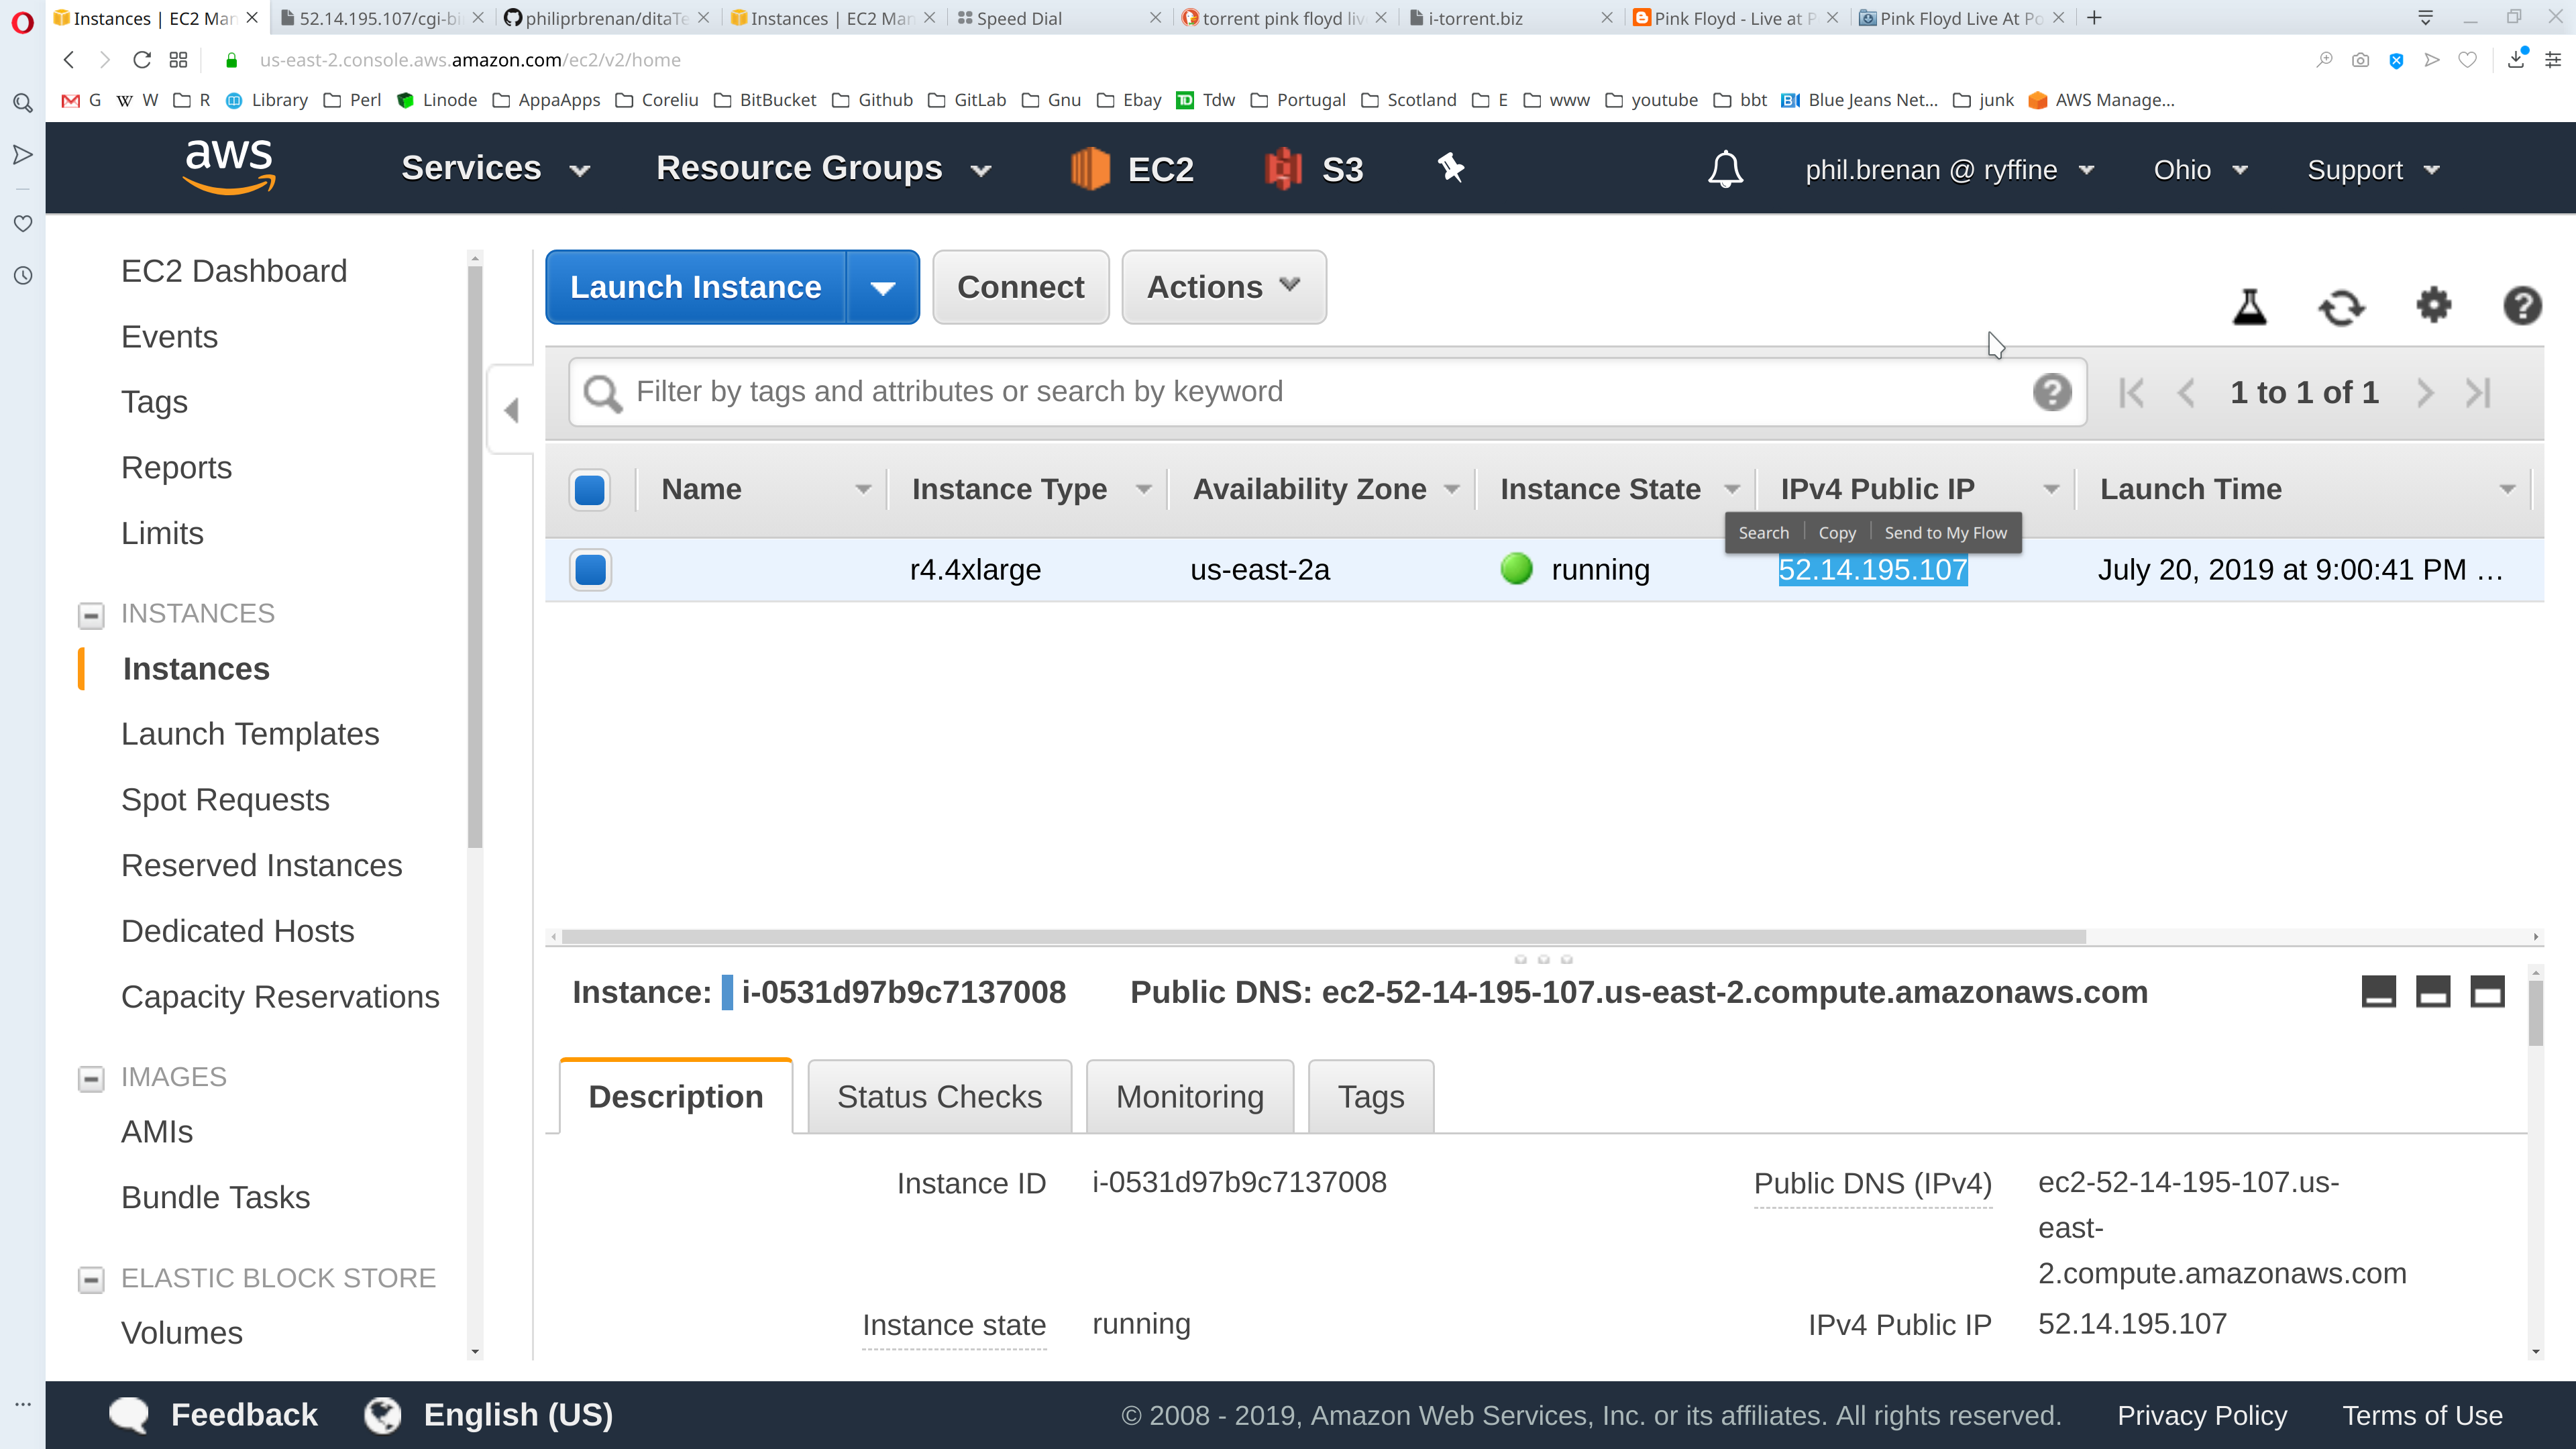 Instances | EC2 Man
52.14.195.107/cgi-bi
philiprbrenan/ditaTe
Instances | EC2 Man
Speed Dial
torrent pink floyd liv
i-torrent.biz
Pink Floyd - Live at P
Pink Floyd Live At Po
us-east-2.console.aws.amazon.com/ec2/v2/home
G
W
R
Library
Perl
Linode
AppaApps
Coreliu
BitBucket
Github
GitLab
Gnu
Ebay
Tdw
Portugal
Scotland
E
www
youtube
bbt
Blue Jeans Net...
junk
AWS Manage...
aws
Services
Resource Groups
EC2
S3
phil.brenan @ ryffine
Ohio
Support
EC2 Dashboard
Events
Tags
Reports
Limits
INSTANCES
Instances
Launch Templates
Spot Requests
Reserved Instances
Dedicated Hosts
Capacity Reservations
IMAGES
AMIs
Bundle Tasks
ELASTIC BLOCK STORE
Volumes
Launch Instance
Connect
Actions
Filter by tags and attributes or search by keyword
1 to 1 of 1
Name
Instance Type
Availability Zone
Instance State
IPv4 Public IP
Launch Time
Search
Copy
Send to My Flow
r4.4xlarge
us-east-2a
running
52.14.195.107
July 20, 2019 at 9:00:41 PM ...
Instance: i-0531d97b9c7137008
Public DNS: ec2-52-14-195-107.us-east-2.compute.amazonaws.com
Description
Status Checks
Monitoring
Tags
Instance ID
i-0531d97b9c7137008
Public DNS (IPv4)
ec2-52-14-195-107.us-
east-
2.compute.amazonaws.com
Instance state
running
IPv4 Public IP
52.14.195.107
Feedback
English (US)
© 2008 - 2019, Amazon Web Services, Inc. or its affiliates. All rights reserved.
Privacy Policy
Terms of Use